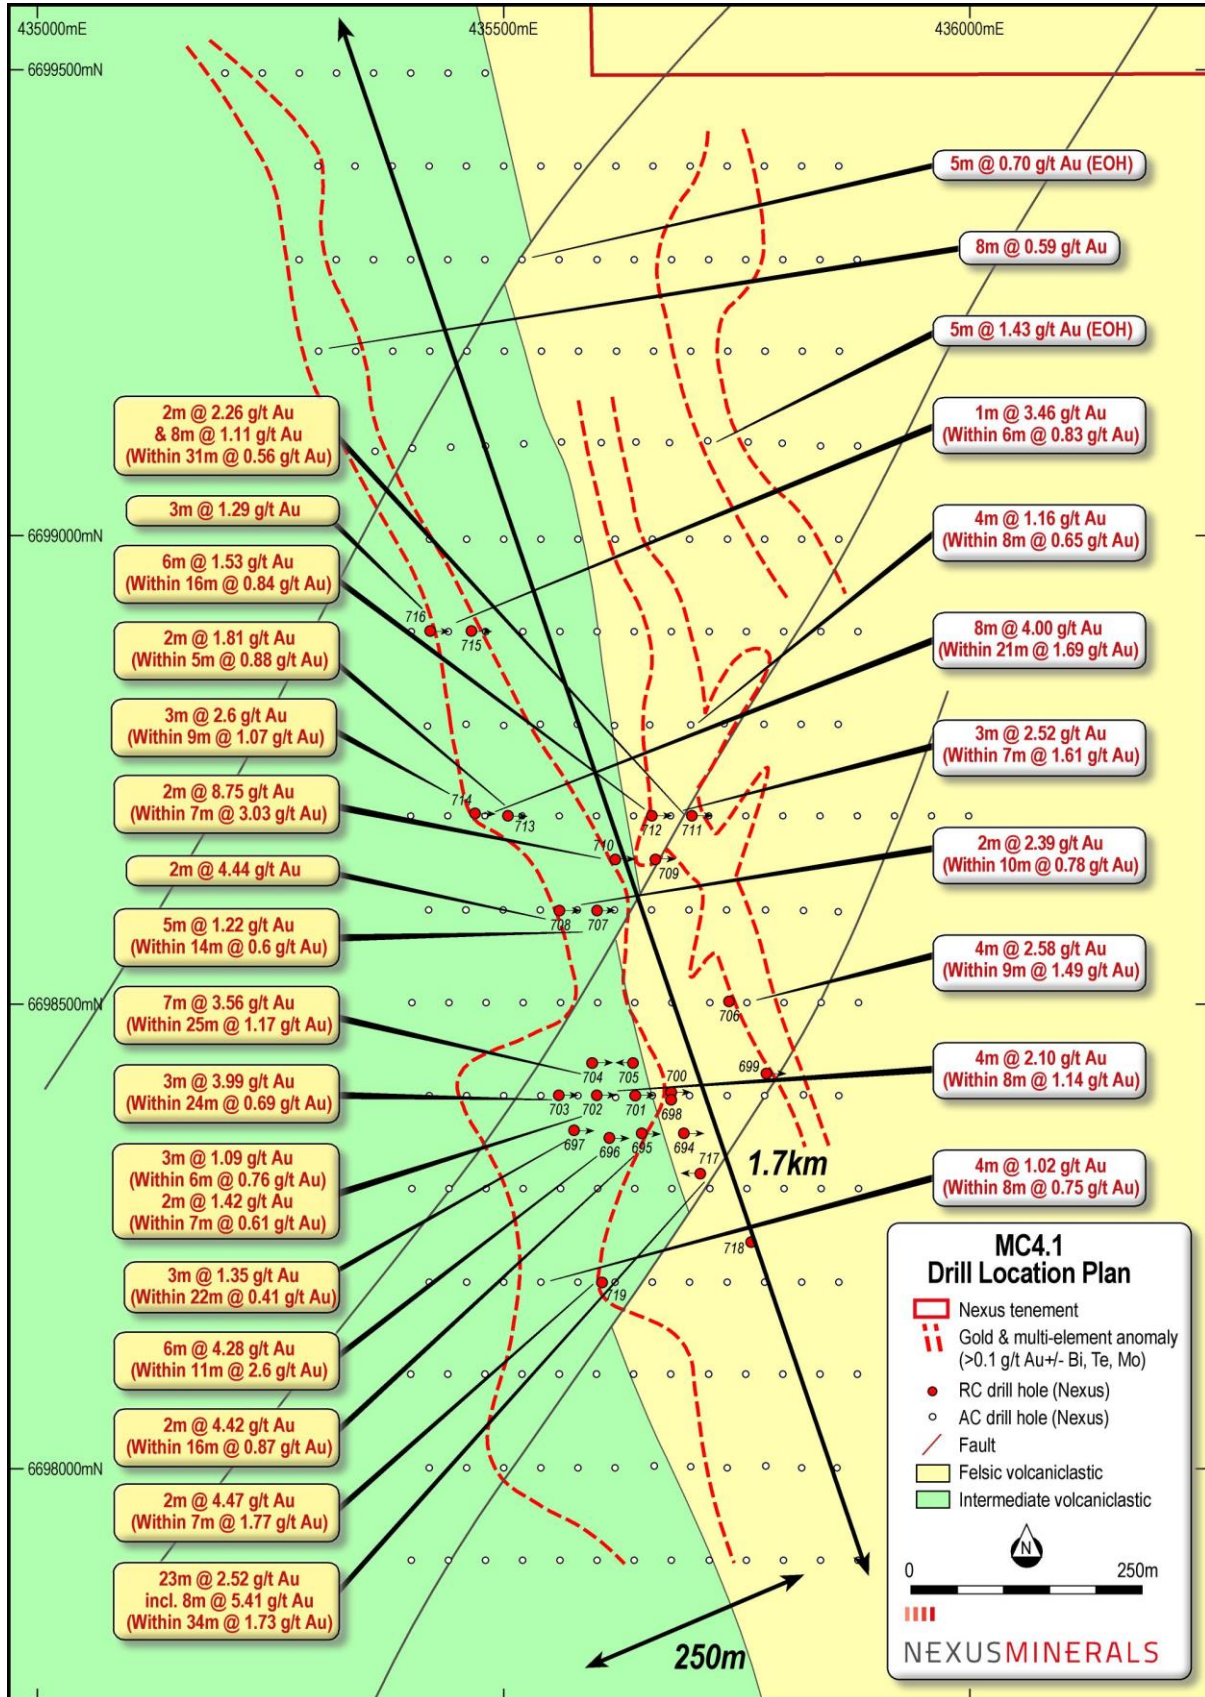 435000mE
435500mE
436000mE
6699500mN
6699000mN
6698500mN
6698000mN
2m @ 2.26 g/t Au
& 8m @ 1.11 g/t Au
(Within 31m @ 0.56 g/t Au)
3m @ 1.29 g/t Au
6m @ 1.53 g/t Au
(Within 16m @ 0.84 g/t Au)
2m @ 1.81 g/t Au
(Within 5m @ 0.88 g/t Au)
3m @ 2.6 g/t Au
(Within 9m @ 1.07 g/t Au)
2m @ 8.75 g/t Au
(Within 7m @ 3.03 g/t Au)
2m @ 4.44 g/t Au
5m @ 1.22 g/t Au
(Within 14m @ 0.6 g/t Au)
7m @ 3.56 g/t Au
(Within 25m @ 1.17 g/t Au)
3m @ 3.99 g/t Au
(Within 24m @ 0.69 g/t Au)
3m @ 1.09 g/t Au
(Within 6m @ 0.76 g/t Au)
2m @ 1.42 g/t Au
(Within 7m @ 0.61 g/t Au)
3m @ 1.35 g/t Au
(Within 22m @ 0.41 g/t Au)
6m @ 4.28 g/t Au
(Within 11m @ 2.6 g/t Au)
2m @ 4.42 g/t Au
(Within 16m @ 0.87 g/t Au)
2m @ 4.47 g/t Au
(Within 7m @ 1.77 g/t Au)
23m @ 2.52 g/t Au
incl. 8m @ 5.41 g/t Au
(Within 34m @ 1.73 g/t Au)
716
715
714
713
712
711
710
709
708
707
706
704
705
700
699
703
702
701
698
697
696
695
694
717
718
719
1.7km
250m
5m @ 0.70 g/t Au (EOH)
8m @ 0.59 g/t Au
5m @ 1.43 g/t Au (EOH)
1m @ 3.46 g/t Au
(Within 6m @ 0.83 g/t Au)
4m @ 1.16 g/t Au
(Within 8m @ 0.65 g/t Au)
8m @ 4.00 g/t Au
(Within 21m @ 1.69 g/t Au)
3m @ 2.52 g/t Au
(Within 7m @ 1.61 g/t Au)
2m @ 2.39 g/t Au
(Within 10m @ 0.78 g/t Au)
4m @ 2.58 g/t Au
(Within 9m @ 1.49 g/t Au)
4m @ 2.10 g/t Au
(Within 8m @ 1.14 g/t Au)
4m @ 1.02 g/t Au
(Within 8m @ 0.75 g/t Au)
MC4.1
Drill Location Plan
Nexus tenement
Gold & multi-element anomaly
(>0.1 g/t Au+/- Bi, Te, Mo)
RC drill hole (Nexus)
AC drill hole (Nexus)
Fault
Felsic volcaniclastic
Intermediate volcaniclastic
N
0 250m
NEXUSMINERALS